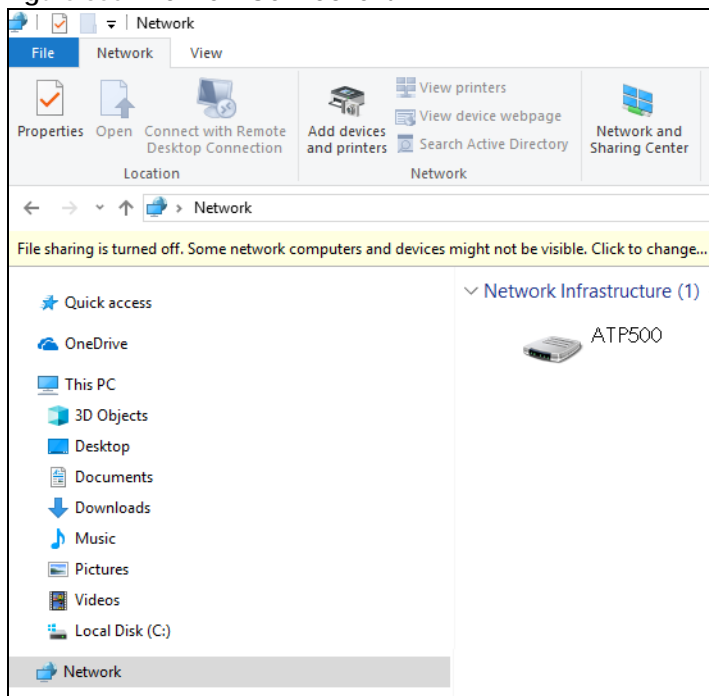 Network
File Network View
Properties Open Connect with Remote Desktop Connection
Add devices and printers
View printers
View device webpage
Search Active Directory
Network and Sharing Center
Location Network
Network
File sharing is turned off. Some network computers and devices might not be visible. Click to change...
Quick access
OneDrive
This PC
3D Objects
Desktop
Documents
Downloads
Music
Pictures
Videos
Local Disk (C:)
Network
Network Infrastructure (1)
ATP500